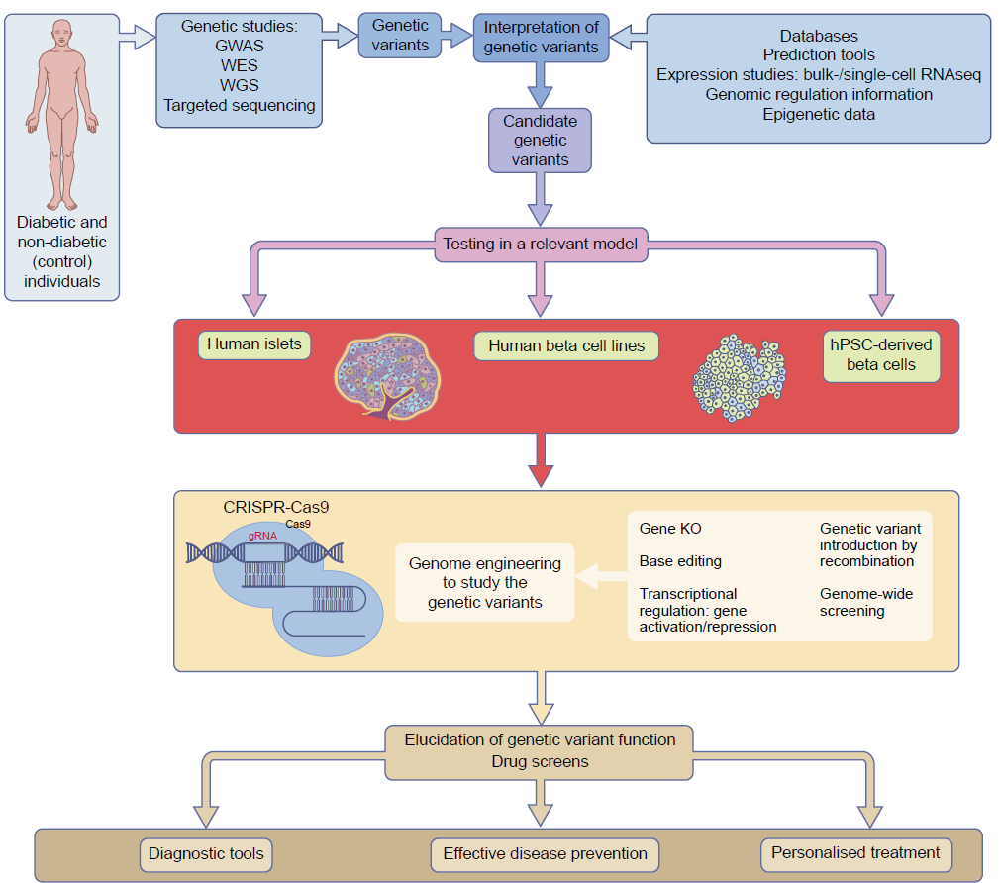 Diabetic and
non-diabetic
(control)
individuals
Genetic studies:
GWAS
WES
WGS
Targeted sequencing
Genetic
variants
Interpretation of
genetic variants
Databases
Prediction tools
Expression studies: bulk-/single-cell RNAseq
Genomic regulation information
Epigenetic data
Candidate
genetic
variants
Testing in a relevant model
Human islets
Human beta cell lines
hPSC-derived
beta cells
CRISPR-Cas9
Cas9
gRNA
Genome engineering
to study the
genetic variants
Gene KO
Base editing
Transcriptional
regulation: gene
activation/repression
Genetic variant
introduction by
recombination
Genome-wide
screening
Elucidation of genetic variant function
Drug screens
Diagnostic tools
Effective disease prevention
Personalised treatment